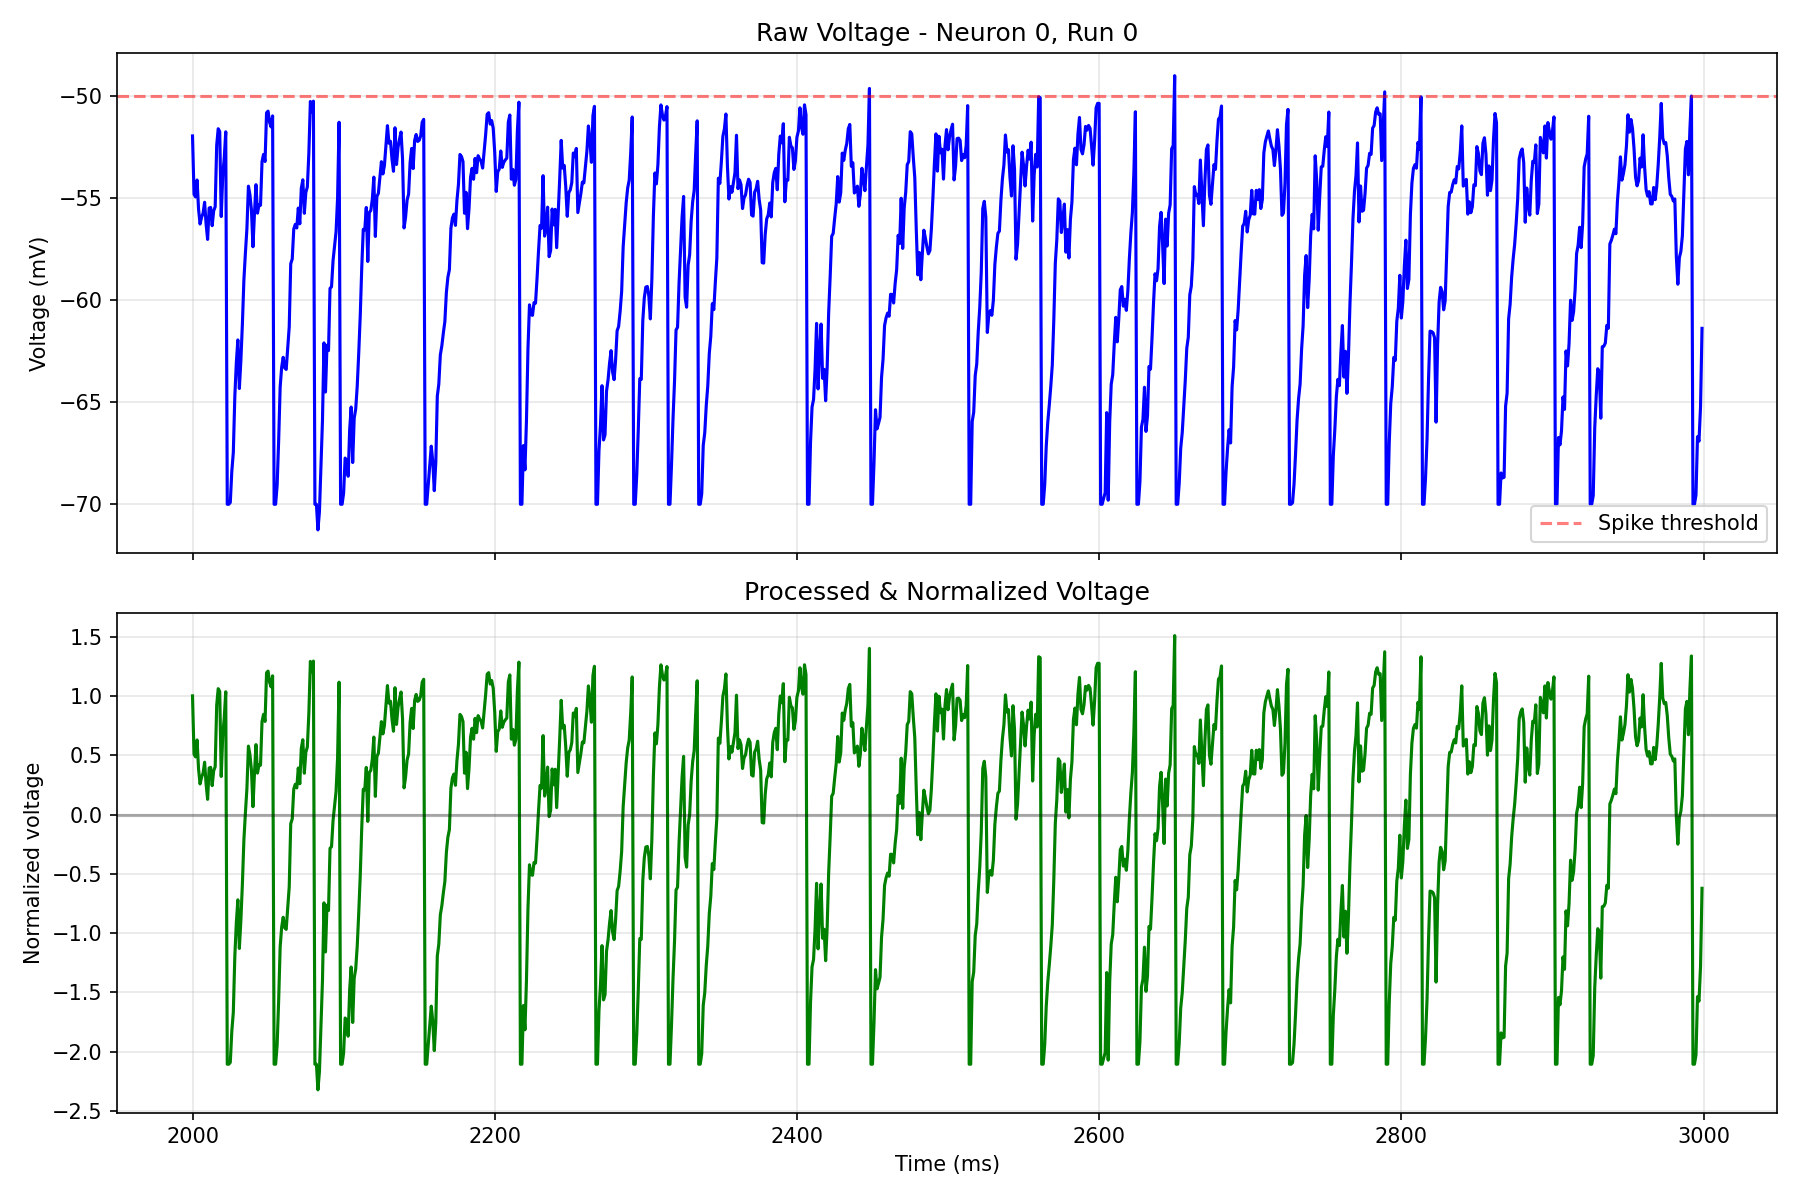 Raw Voltage - Neuron 0, Run 0
−50
−55
−60
−65
−70
Voltage (mV)
Spike threshold
Processed & Normalized Voltage
1.5
1.0
0.5
0.0
−0.5
−1.0
−1.5
−2.0
−2.5
Normalized voltage
2000 2200 2400 2600 2800 3000
Time (ms)